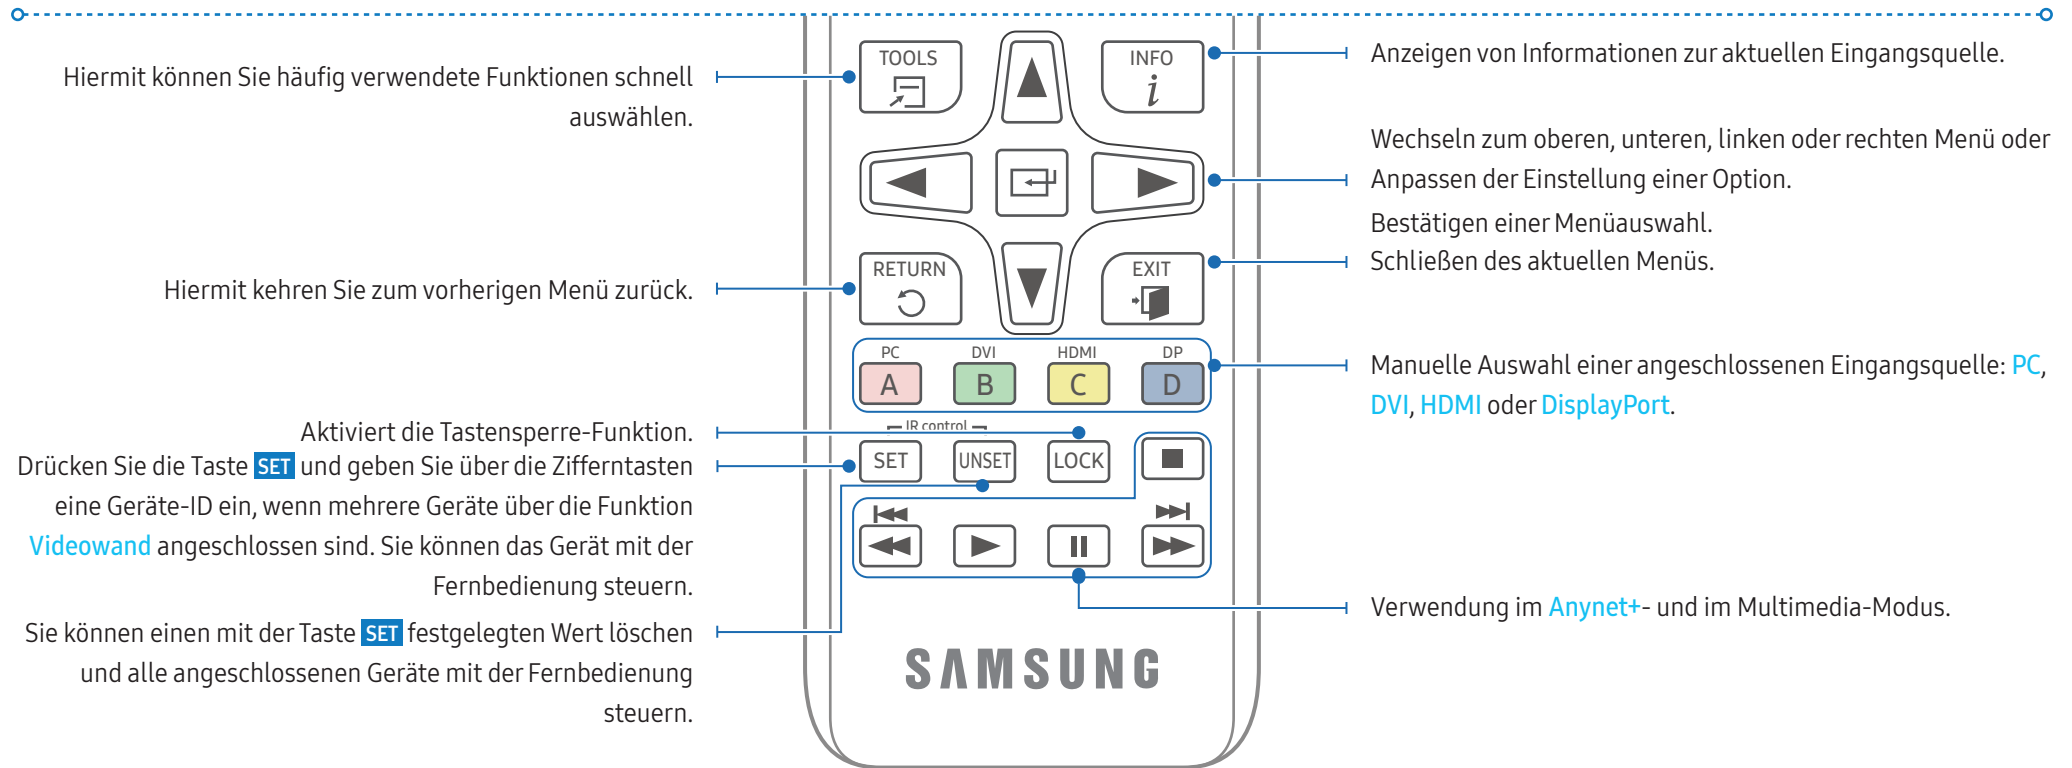 Hiermit können Sie häufig verwendete Funktionen schnell
auswählen.
Hiermit kehren Sie zum vorherigen Menü zurück.
Aktiviert die Tastensperre-Funktion.
Drücken Sie die Taste SET und geben Sie über die Zifferntasten
eine Geräte-ID ein, wenn mehrere Geräte über die Funktion
Videowand angeschlossen sind. Sie können das Gerät mit der
Fernbedienung steuern.
Sie können einen mit der Taste SET festgelegten Wert löschen
und alle angeschlossenen Geräte mit der Fernbedienung
steuern.
TOOLS
INFO
i
RETURN
EXIT
PC DVI HDMI DP
A B C D
IR control
SET UNSET LOCK
SAMSUNG
Anzeigen von Informationen zur aktuellen Eingangsquelle.
Wechseln zum oberen, unteren, linken oder rechten Menü oder
Anpassen der Einstellung einer Option.
Bestätigen einer Menüauswahl.
Schließen des aktuellen Menüs.
Manuelle Auswahl einer angeschlossenen Eingangsquelle: PC,
DVI, HDMI oder DisplayPort.
Verwendung im Anynet+- und im Multimedia-Modus.